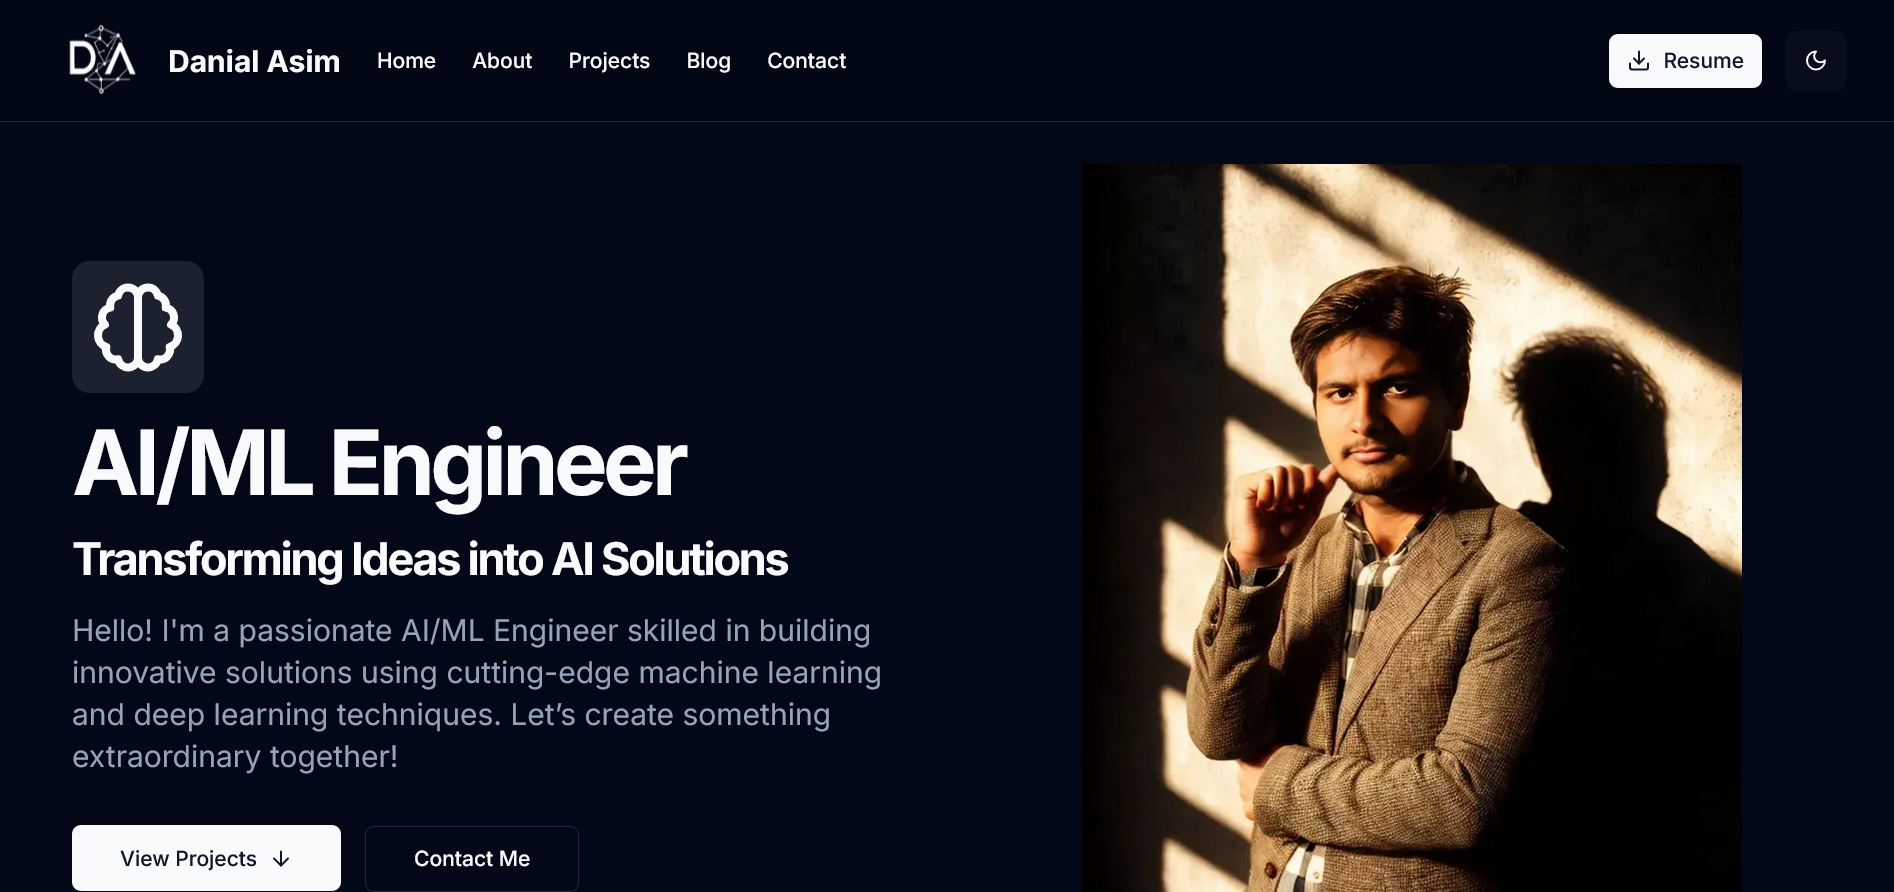 DA
Danial Asim
Home
About
Projects
Blog
Contact
Resume
AI/ML Engineer
Transforming Ideas into AI Solutions
Hello! I'm a passionate AI/ML Engineer skilled in building
innovative solutions using cutting-edge machine learning
and deep learning techniques. Let’s create something
extraordinary together!
View Projects
Contact Me